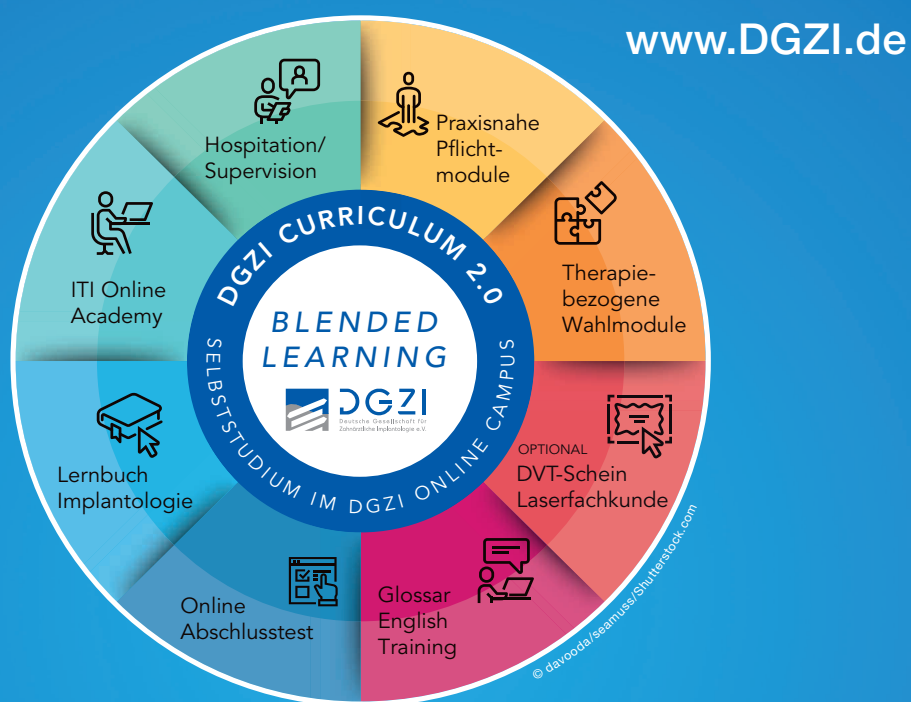 www.DGZI.de
Praxisnahe
Pflicht-
module
Therapie-
bezogene
Wahlmodule
OPTIONAL
DVT-Schein
Laserfachkunde
Glossar
English
Training
Online
Abschlusstest
Lernbuch
Implantologie
ITI Online
Academy
Hospitation/
Supervision
DGZI CURRICULUM 2.0
SELBSTSTUDIUM IM DGZI ONLINE CAMPUS
BLENDED
LEARNING
DGZI
Deutsche Gesellschaft für
Zahnärztliche Implantologie e.V.
© davooda/seamuss/Shutterstock.com